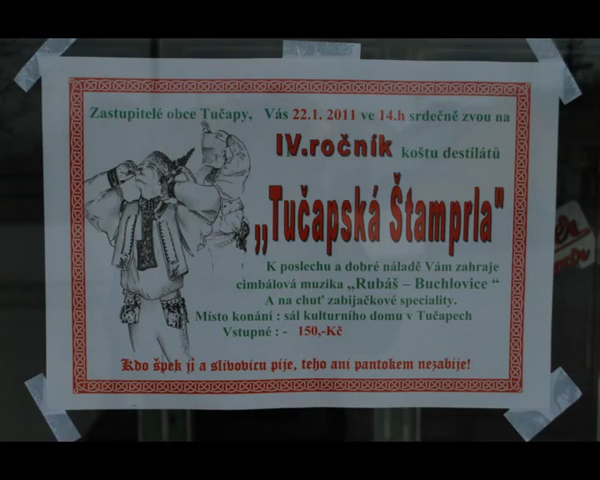 Zastupitelé obce Tučapy, Vás 22.1. 2011 ve 14.h srdečně zvou na
IV.ročník koštu destilátů
„Tučapská Štamprla"
K poslechu a dobré náladě Vám zahraje
cimbálová muzika „Rubáš – Buchlovice “
A na chuť zabijačkové speciality.
Místo konání : sál kulturního domu v Tučapech
Vstupné : - 150,-Kč
Kdo špek jí a slivovicu pije, teho ani pantokem nezabije!